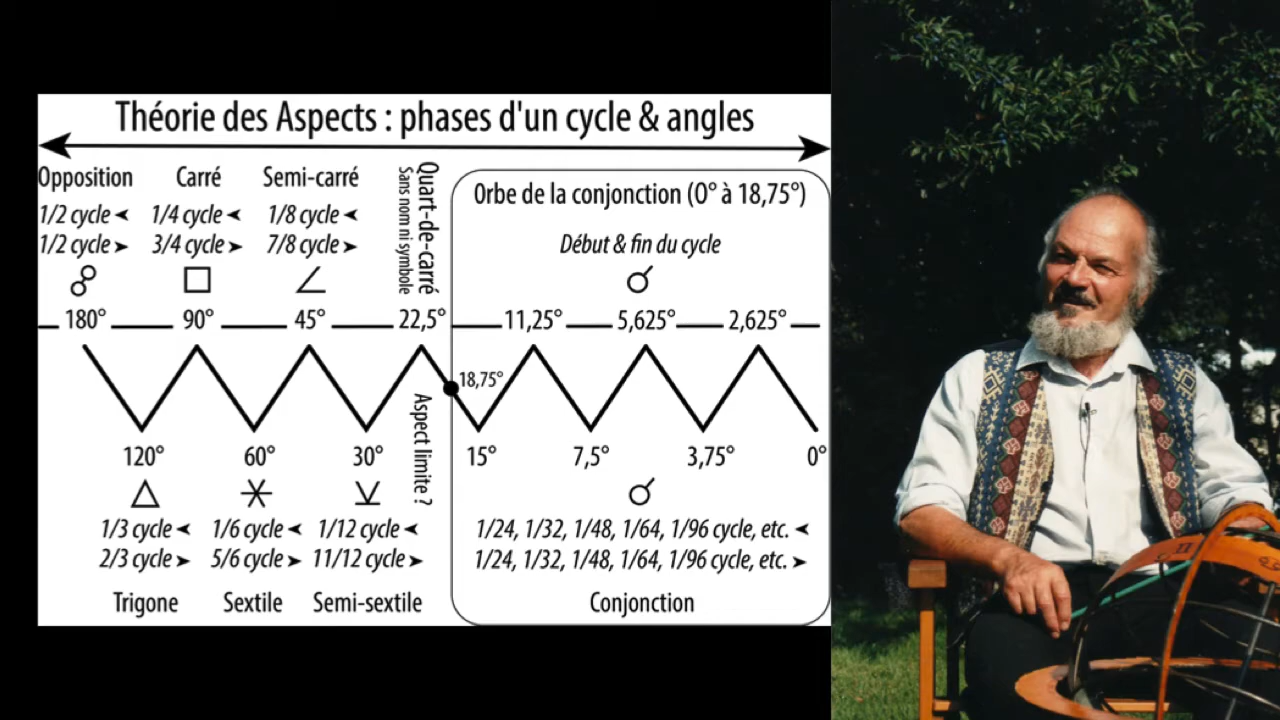 Théorie des Aspects : phases d'un cycle & angles
Opposition Carré Semi-carré
1/2 cycle 1/4 cycle 1/8 cycle
1/2 cycle 3/4 cycle 7/8 cycle
Quart-de-carré
Sans nom ni symbole
Orbe de la conjonction (0° à 18,75°)
Début & fin du cycle
180° 90° 45° 22,5° 11,25° 5,625° 2,625°
18,75°
Aspect limite ?
120° 60° 30° 15° 7,5° 3,75° 0°
1/3 cycle 1/6 cycle 1/12 cycle 1/24, 1/32, 1/48, 1/64, 1/96 cycle, etc.
2/3 cycle 5/6 cycle 11/12 cycle 1/24, 1/32, 1/48, 1/64, 1/96 cycle, etc.
Trigone Sextile Semi-sextile Conjonction